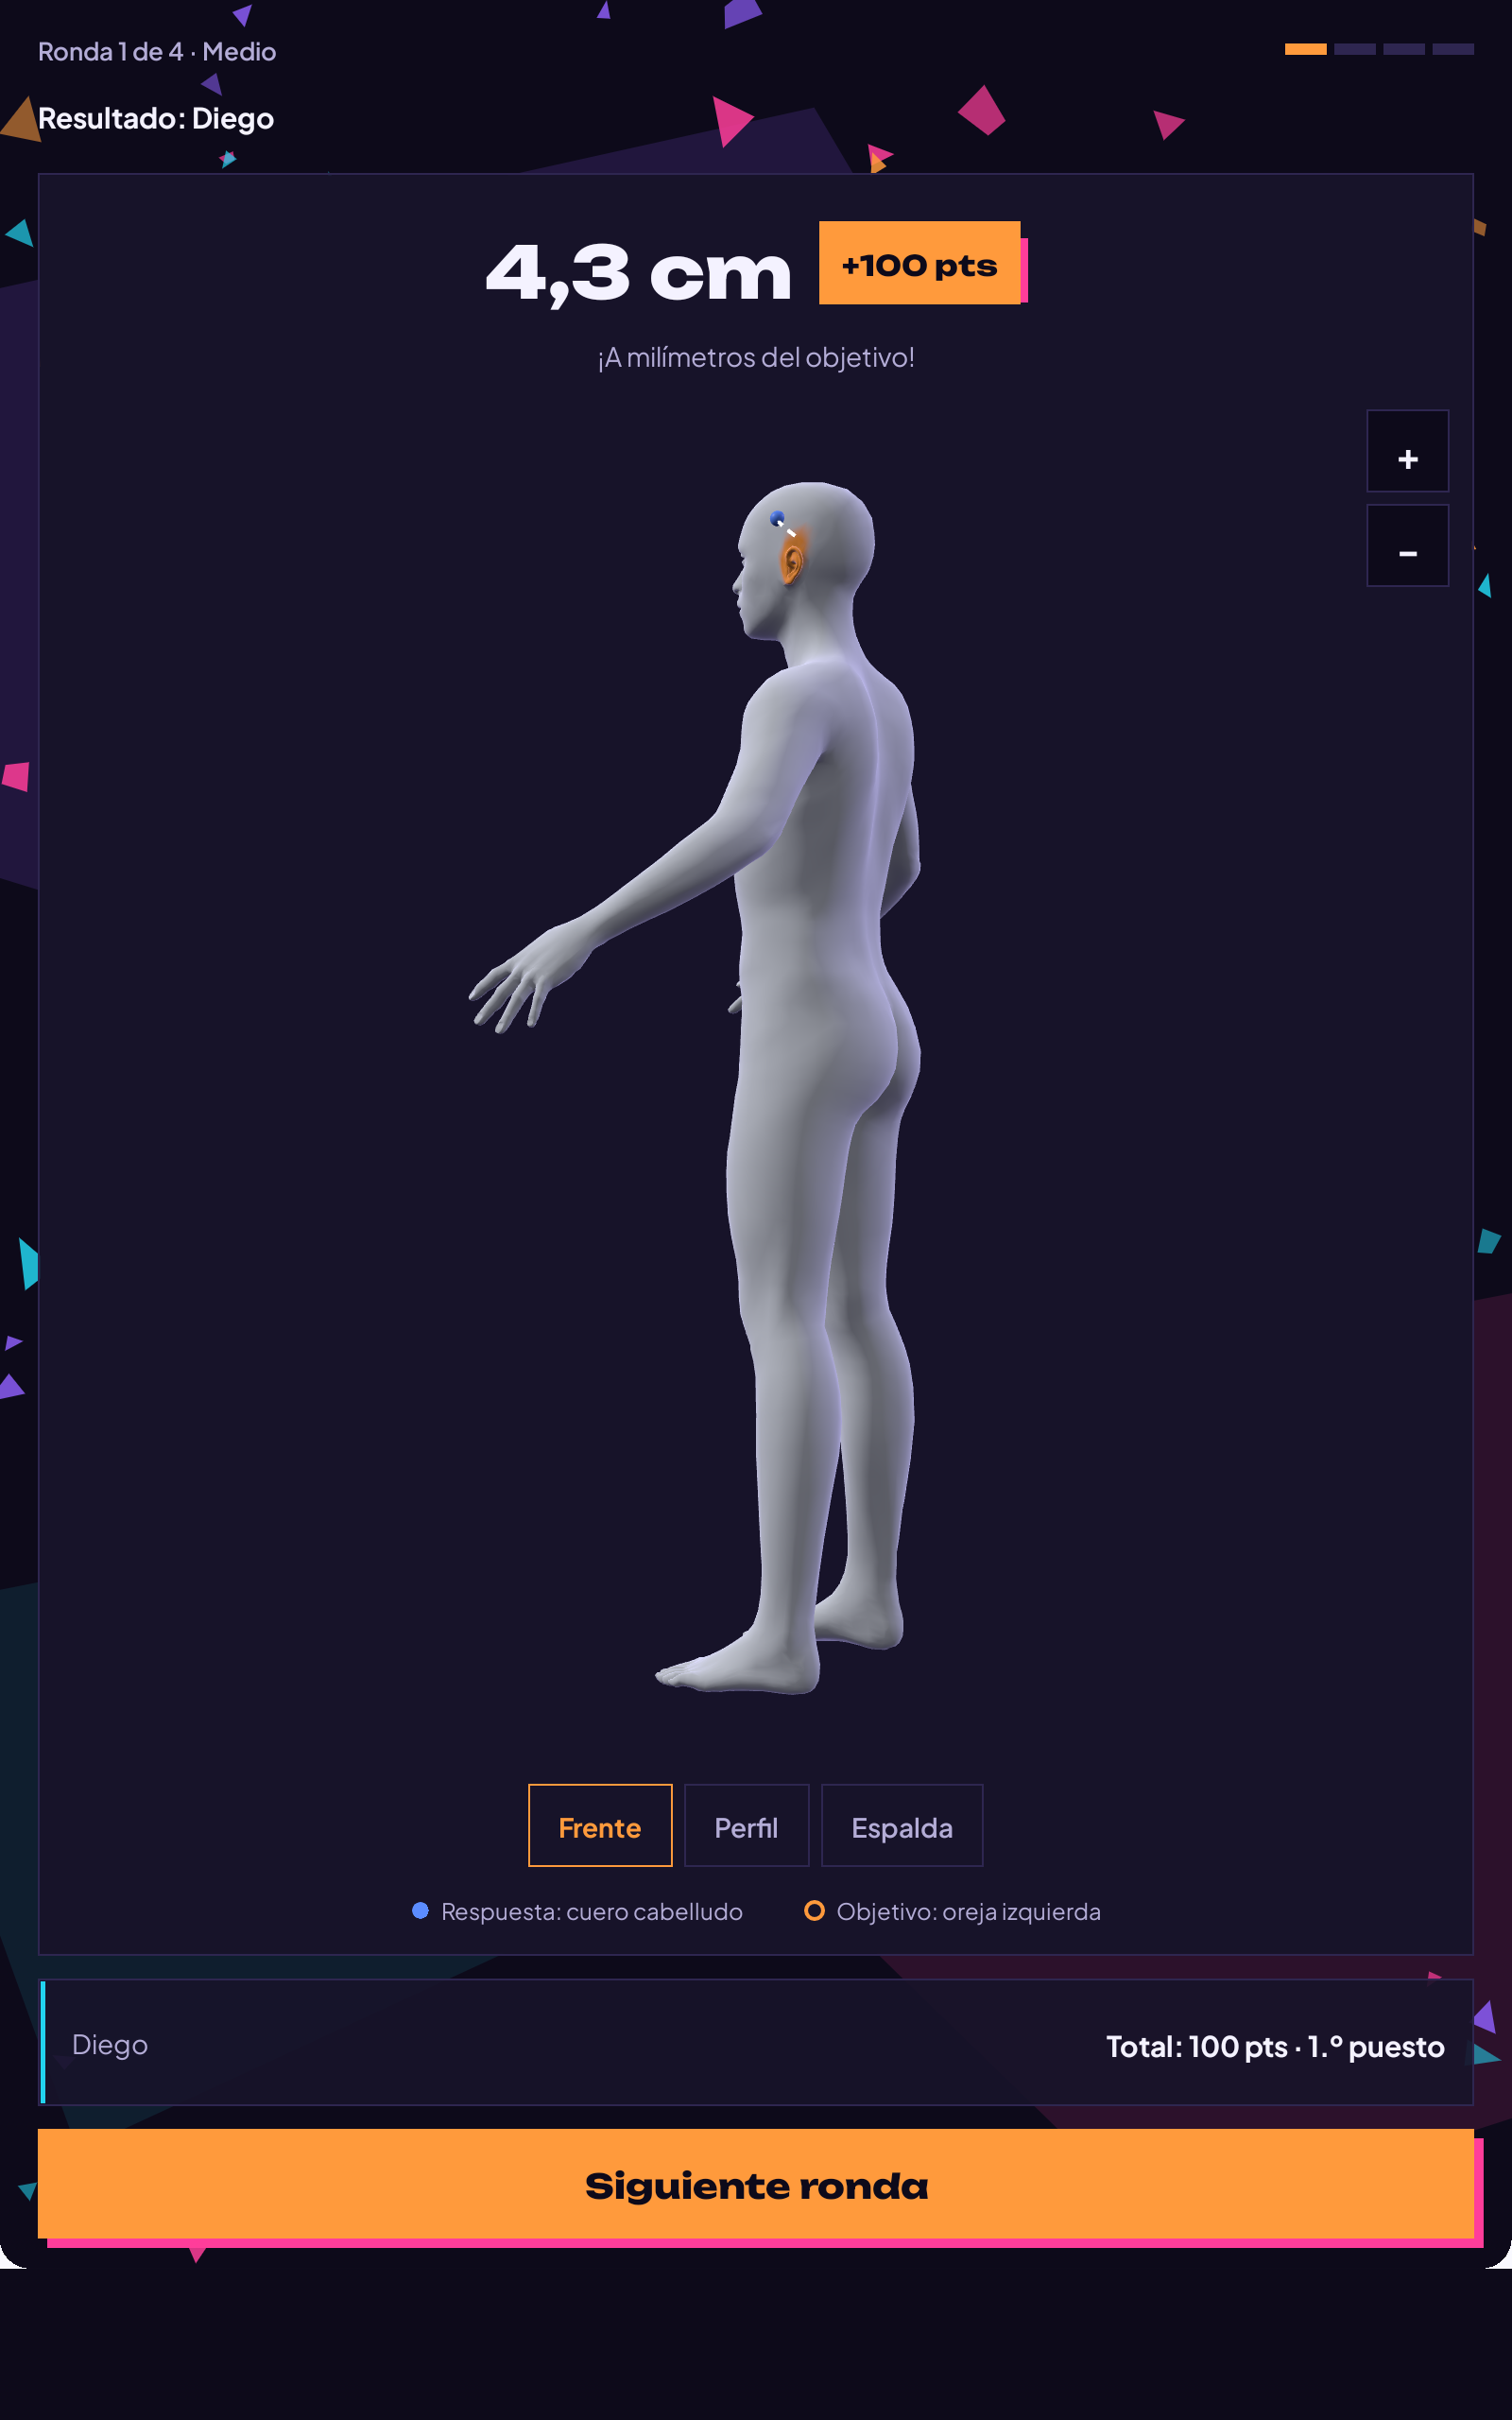 Ronda 1 de 4 · Medio
Resultado: Diego
4,3 cm
+100 pts
¡A milímetros del objetivo!
+
−
Frente
Perfil
Espalda
Respuesta: cuero cabelludo
Objetivo: oreja izquierda
Diego
Total: 100 pts · 1.º puesto
Siguiente ronda